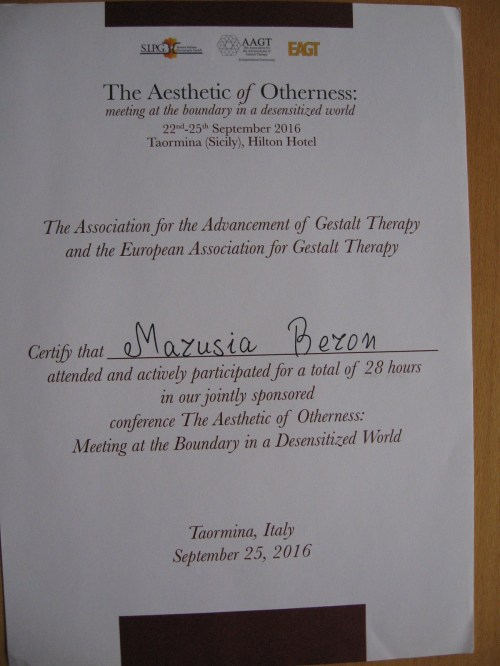 S.I.P.G.
AAGT
EAGT
The Aesthetic of Otherness:
meeting at the boundary in a desensitized world
22nd-25th September 2016
Taormina (Sicily), Hilton Hotel
The Association for the Advancement of Gestalt Therapy
and the European Association for Gestalt Therapy
Certify that Marusia Beron
attended and actively participated for a total of 28 hours
in our jointly sponsored
conference The Aesthetic of Otherness:
Meeting at the Boundary in a Desensitized World
Taormina, Italy
September 25, 2016